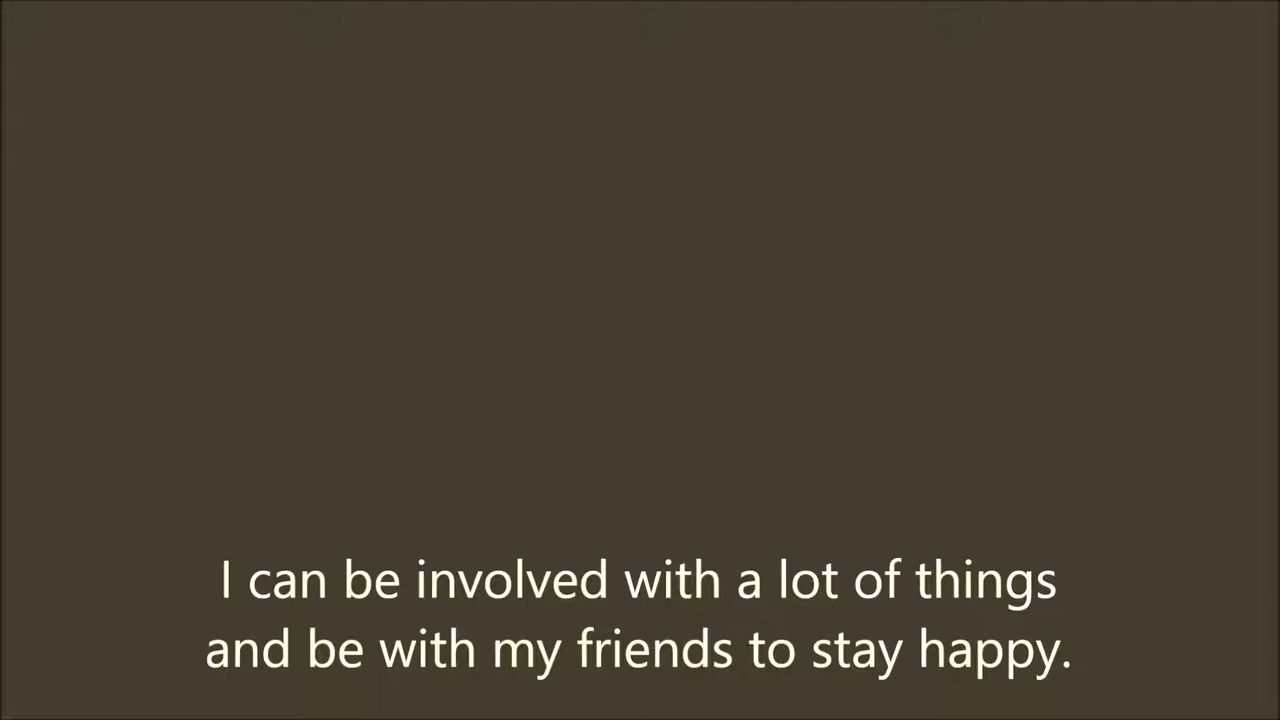 I can be involved with a lot of things
and be with my friends to stay happy.